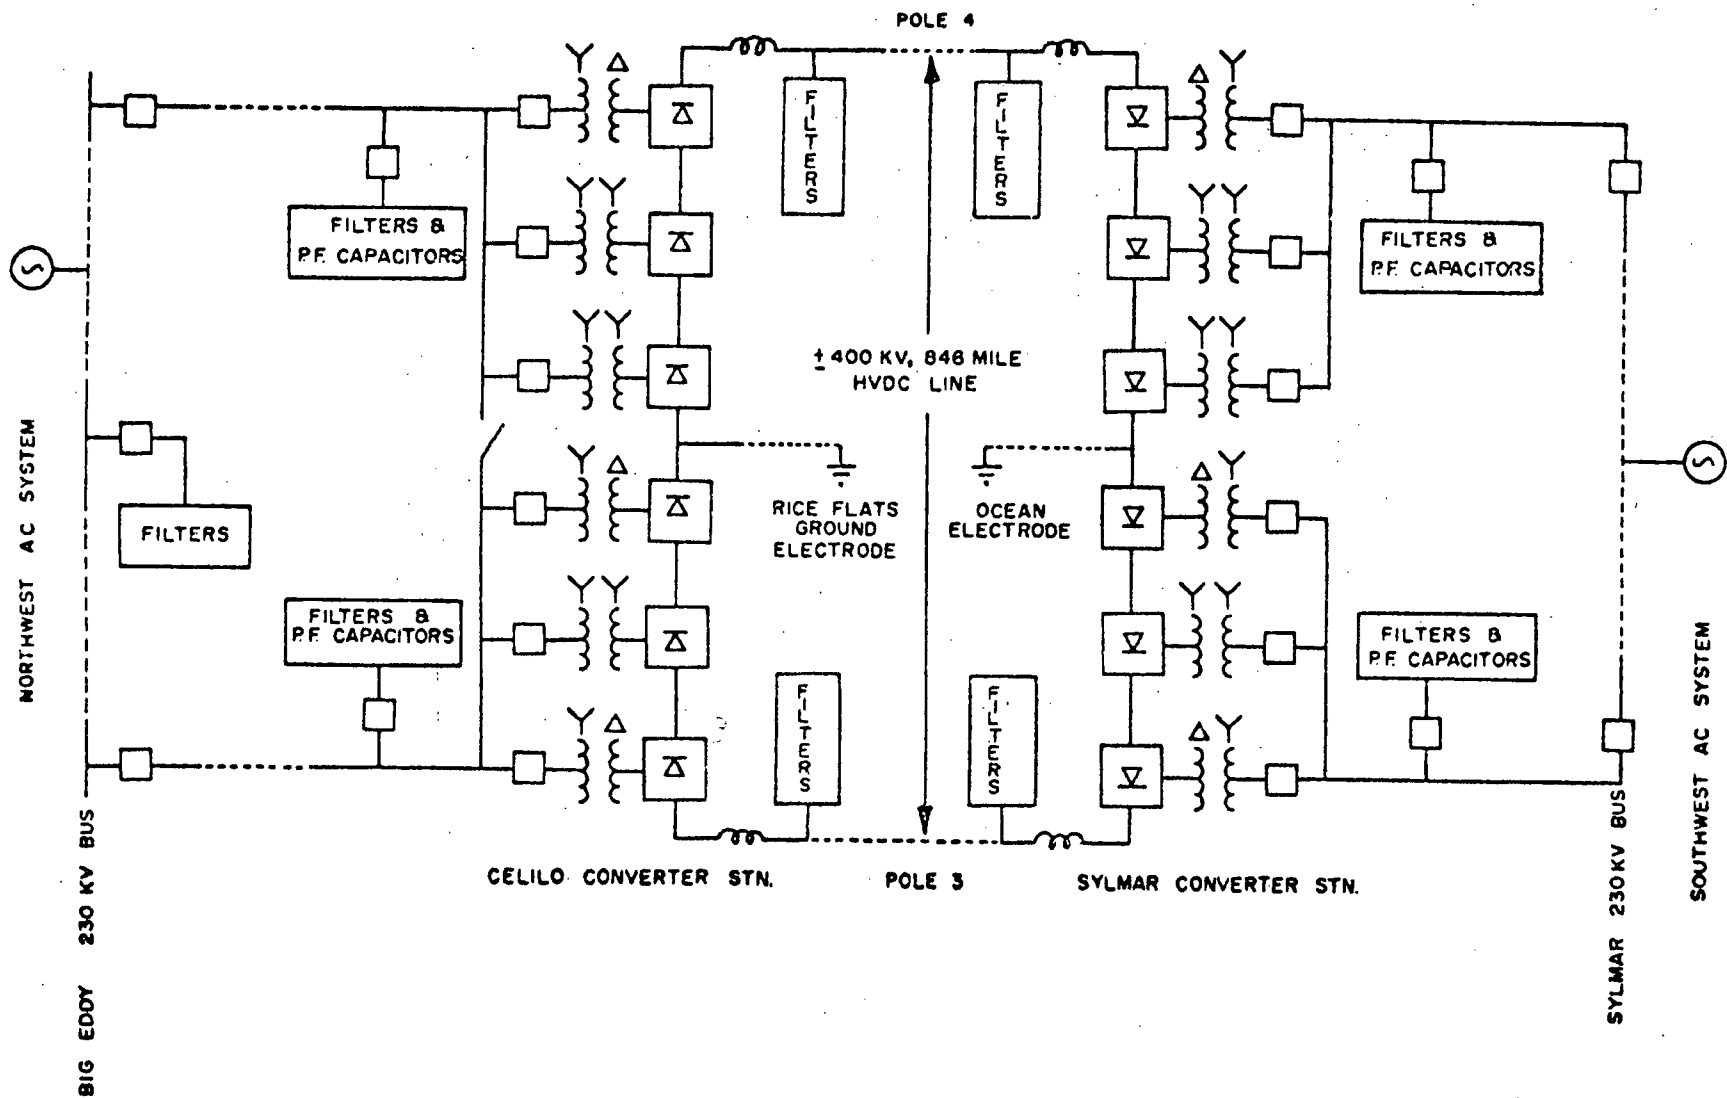 POLE 4
FILTERS
FILTERS
FILTERS &
P.F. CAPACITORS
FILTERS &
P.F. CAPACITORS
± 400 KV, 846 MILE
HVDC LINE
NORTHWEST AC SYSTEM
FILTERS
RICE FLATS
GROUND
ELECTRODE
OCEAN
ELECTRODE
FILTERS &
P.F. CAPACITORS
FILTERS &
P.F. CAPACITORS
FILTERS
FILTERS
SOUTHWEST AC SYSTEM
CELILO CONVERTER STN.
POLE 3
SYLMAR CONVERTER STN.
BIG EDDY 230 KV BUS
SYLMAR 230KV BUS